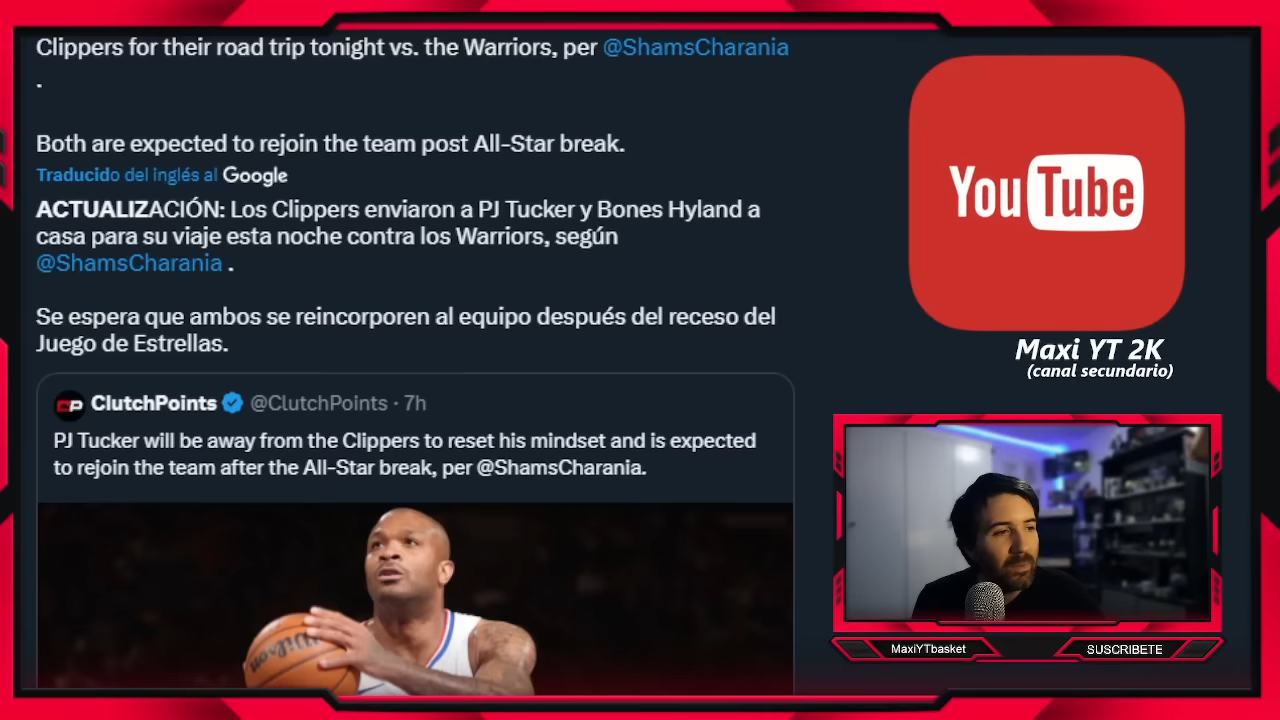 Clippers for their road trip tonight vs. the Warriors, per @ShamsCharania
.
Both are expected to rejoin the team post All-Star break.
Traducido del inglés al Google
ACTUALIZACIÓN: Los Clippers enviaron a PJ Tucker y Bones Hyland a
casa para su viaje esta noche contra los Warriors, según
@ShamsCharania .
Se espera que ambos se reincorporen al equipo después del receso del
Juego de Estrellas.
CP ClutchPoints @ClutchPoints · 7h
PJ Tucker will be away from the Clippers to reset his mindset and is expected
to rejoin the team after the All-Star break, per @ShamsCharania.
Wilson
YouTube
Maxi YT 2K
(canal secundario)
MaxiYTbasket
SUSCRIBETE